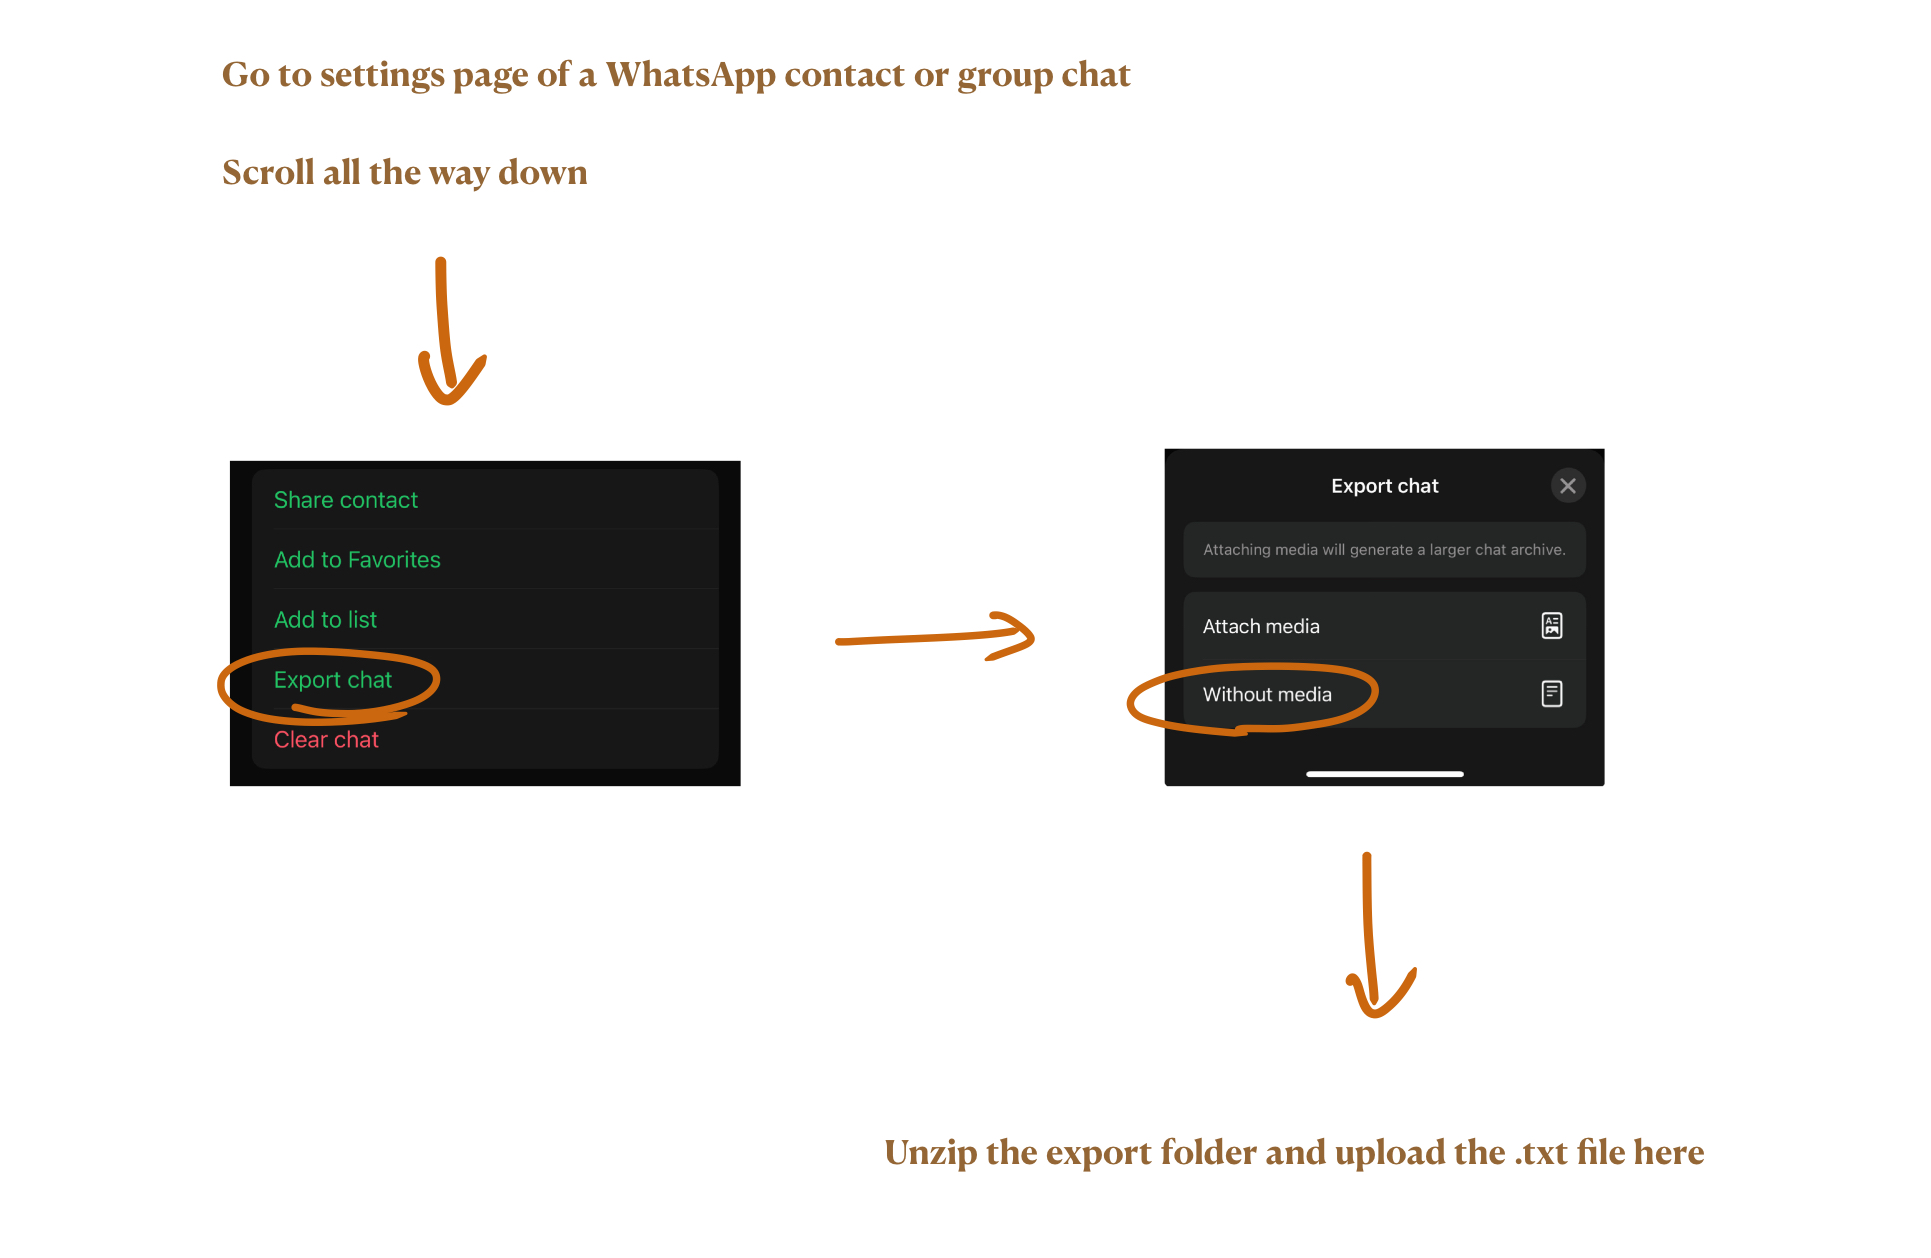 Go to settings page of a WhatsApp contact or group chat
Scroll all the way down
Share contact
Add to Favorites
Add to list
Export chat
Clear chat
Export chat
Attaching media will generate a larger chat archive.
Attach media
Without media
Unzip the export folder and upload the .txt file here